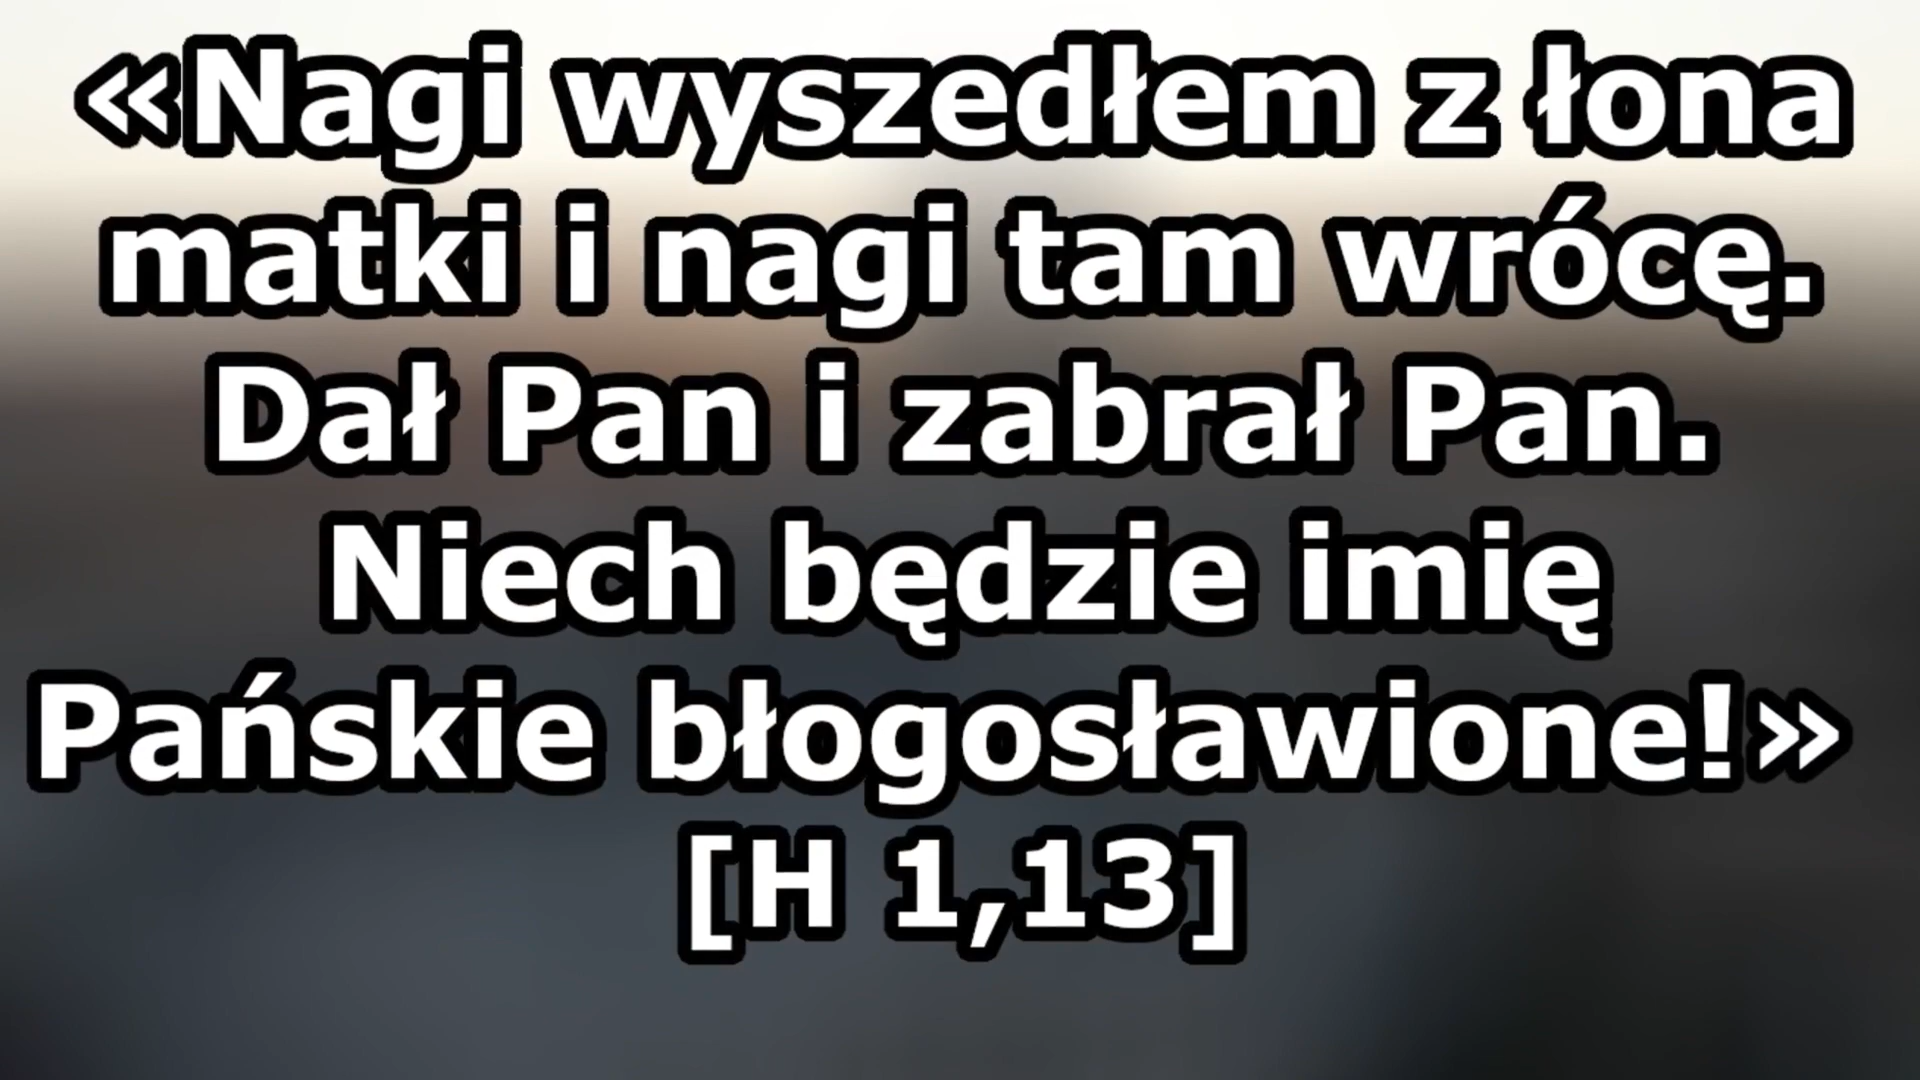 «Nagi wyszedłem z łona
matki i nagi tam wrócę.
Dał Pan i zabrał Pan.
Niech będzie imię
Pańskie błogosławione!»
[H 1,13]